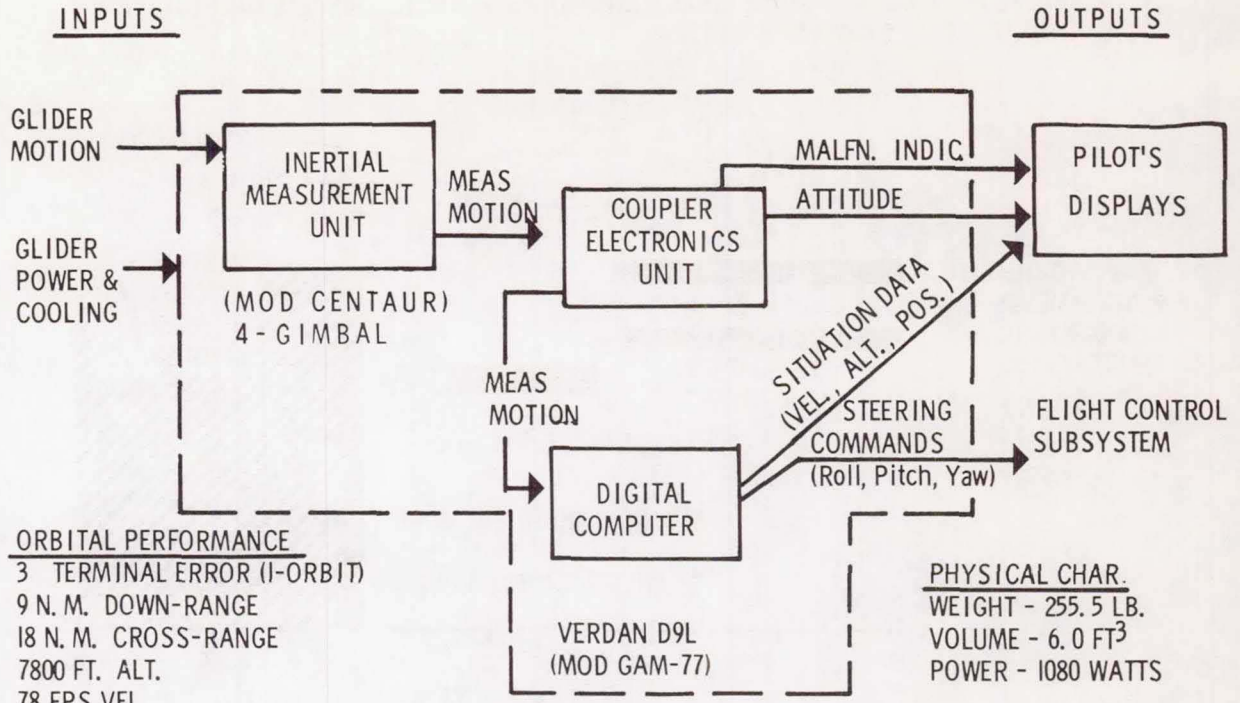 INPUTS
OUTPUTS
GLIDER
MOTION
GLIDER
POWER &
COOLING
INERTIAL
MEASUREMENT
UNIT
(MOD CENTAUR)
4-GIMBAL
MEAS
MOTION
COUPLER
ELECTRONICS
UNIT
MALFN. INDIC.
ATTITUDE
PILOT'S
DISPLAYS
MEAS
MOTION
SITUATION DATA
(VEL., ALT., POS.)
STEERING
COMMANDS
(Roll, Pitch, Yaw)
FLIGHT CONTROL
SUBSYSTEM
DIGITAL
COMPUTER
VERDAN D9L
(MOD GAM-77)
ORBITAL PERFORMANCE
3 TERMINAL ERROR (1-ORBIT)
9 N. M. DOWN-RANGE
18 N. M. CROSS-RANGE
7800 FT. ALT.
78 FPS VEL.
PHYSICAL CHAR.
WEIGHT - 255.5 LB.
VOLUME - 6.0 FT³
POWER - 1080 WATTS